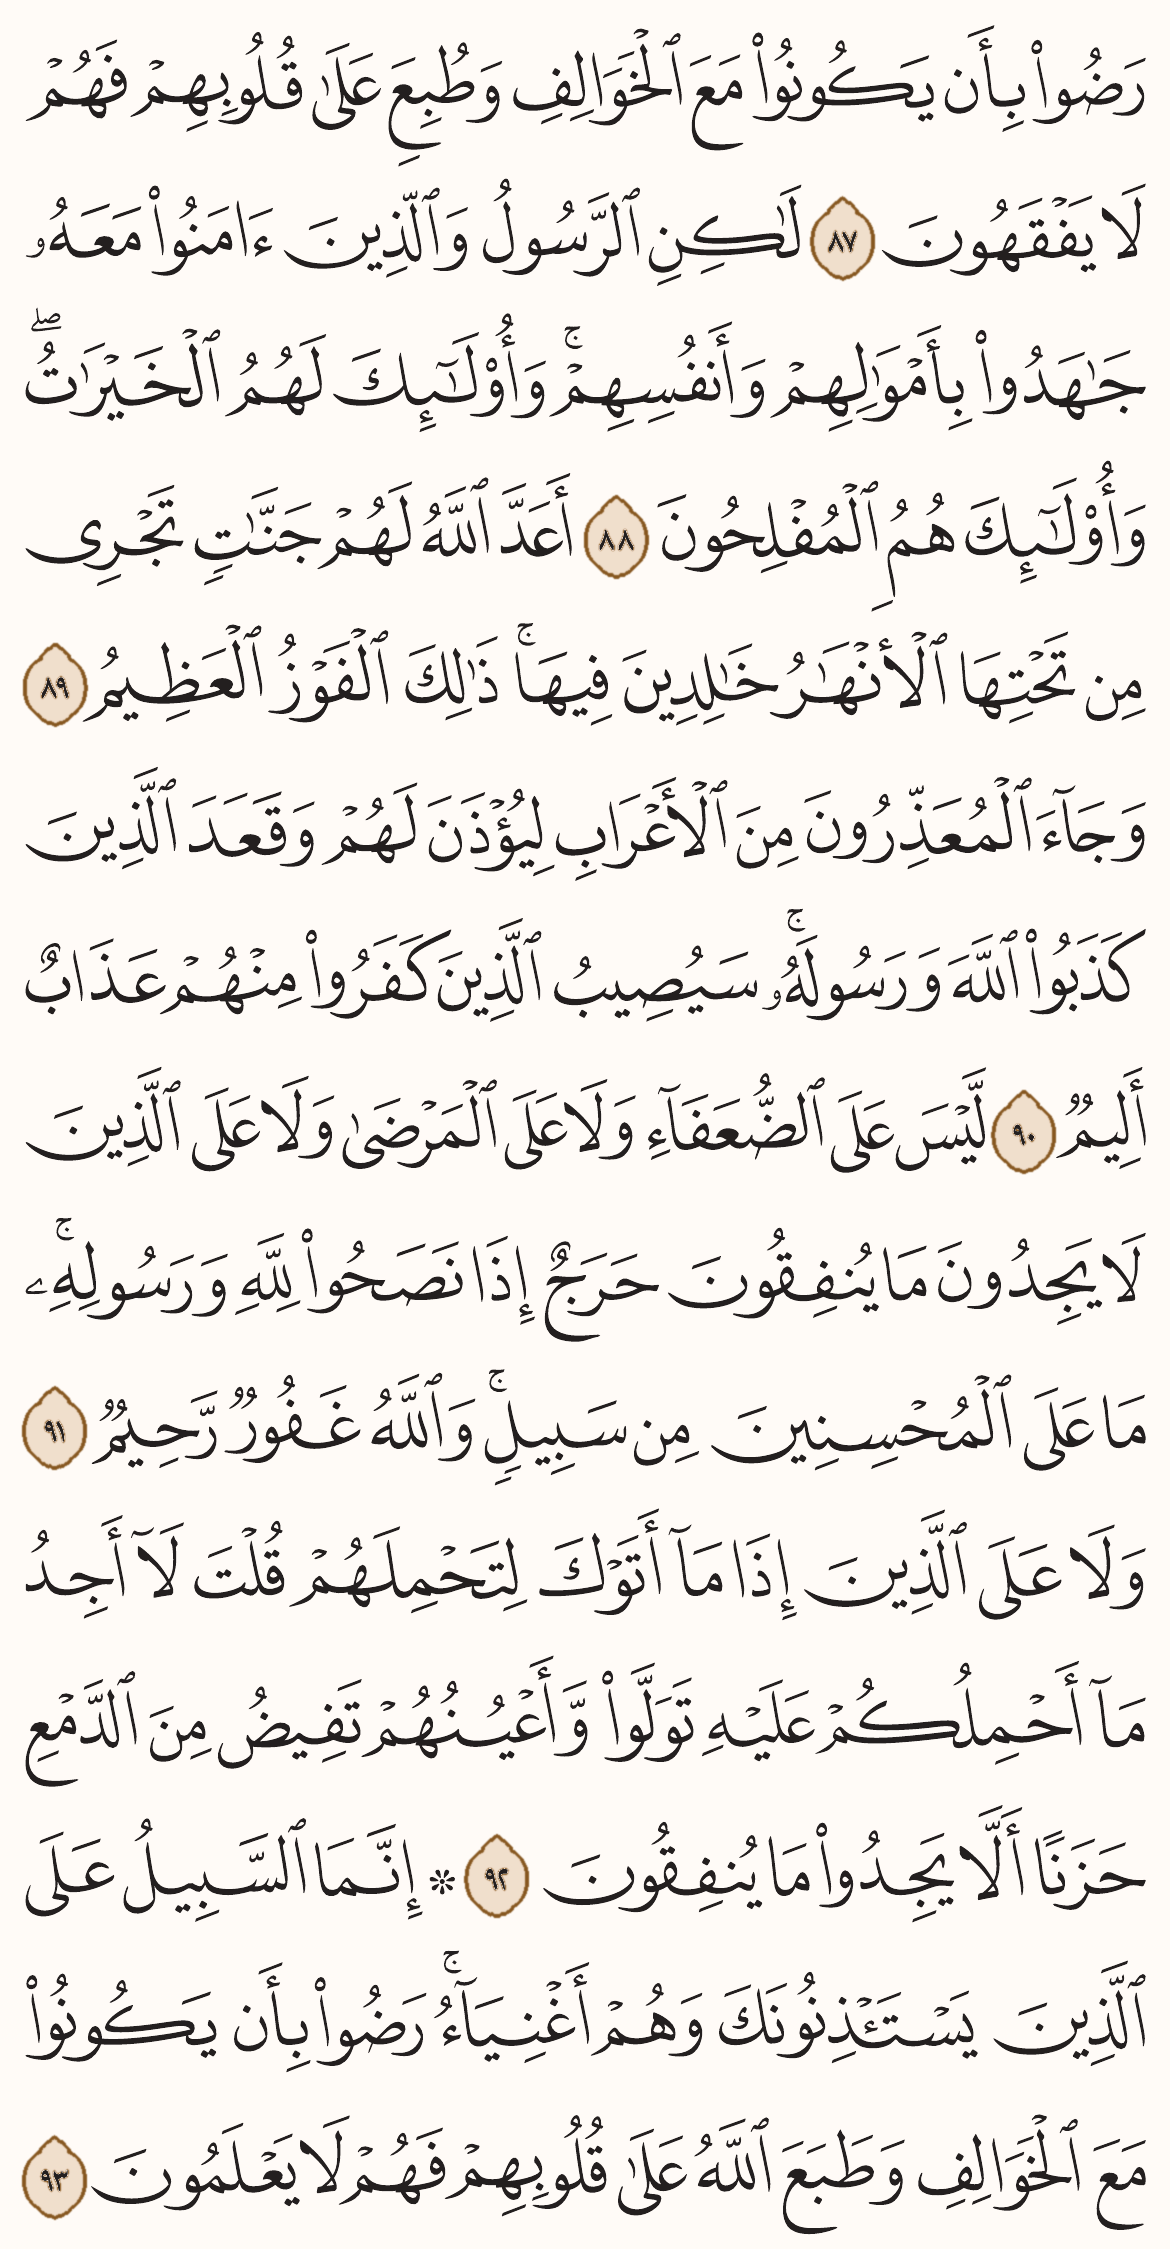 رَضُوا۟ بِأَن يَكُونُوا۟ مَعَ ٱلْخَوَالِفِ وَطُبِعَ عَلَىٰ قُلُوبِهِمْ فَهُمْ
لَا يَفْقَهُونَ ٨٧ لَـٰكِنِ ٱلرَّسُولُ وَٱلَّذِينَ ءَامَنُوا۟ مَعَهُۥ
جَـٰهَدُوا۟ بِأَمْوَٰلِهِمْ وَأَنفُسِهِمْ ۚ وَأُو۟لَـٰٓئِكَ لَهُمُ ٱلْخَيْرَٰتُ ۖ
وَأُو۟لَـٰٓئِكَ هُمُ ٱلْمُفْلِحُونَ ٨٨ أَعَدَّ ٱللَّهُ لَهُمْ جَنَّـٰتٍ تَجْرِى
مِن تَحْتِهَا ٱلْأَنْهَـٰرُ خَـٰلِدِينَ فِيهَا ۚ ذَٰلِكَ ٱلْفَوْزُ ٱلْعَظِيمُ ٨٩
وَجَآءَ ٱلْمُعَذِّرُونَ مِنَ ٱلْأَعْرَابِ لِيُؤْذَنَ لَهُمْ وَقَعَدَ ٱلَّذِينَ
كَذَبُوا۟ ٱللَّهَ وَرَسُولَهُۥ ۚ سَيُصِيبُ ٱلَّذِينَ كَفَرُوا۟ مِنْهُمْ عَذَابٌ
أَلِيمٌ ٩٠ لَّيْسَ عَلَى ٱلضُّعَفَآءِ وَلَا عَلَى ٱلْمَرْضَىٰ وَلَا عَلَى ٱلَّذِينَ
لَا يَجِدُونَ مَا يُنفِقُونَ حَرَجٌ إِذَا نَصَحُوا۟ لِلَّهِ وَرَسُولِهِۦ ۚ
مَا عَلَى ٱلْمُحْسِنِينَ مِن سَبِيلٍ ۚ وَٱللَّهُ غَفُورٌ رَّحِيمٌ ٩١
وَلَا عَلَى ٱلَّذِينَ إِذَا مَآ أَتَوْكَ لِتَحْمِلَهُمْ قُلْتَ لَآ أَجِدُ
مَآ أَحْمِلُكُمْ عَلَيْهِ تَوَلَّوا۟ وَّأَعْيُنُهُمْ تَفِيضُ مِنَ ٱلدَّمْعِ
حَزَنًا أَلَّا يَجِدُوا۟ مَا يُنفِقُونَ ٩٢ ۞ إِنَّمَا ٱلسَّبِيلُ عَلَى
ٱلَّذِينَ يَسْتَـْٔذِنُونَكَ وَهُمْ أَغْنِيَآءُ ۚ رَضُوا۟ بِأَن يَكُونُوا۟
مَعَ ٱلْخَوَالِفِ وَطَبَعَ ٱللَّهُ عَلَىٰ قُلُوبِهِمْ فَهُمْ لَا يَعْلَمُونَ ٩٣